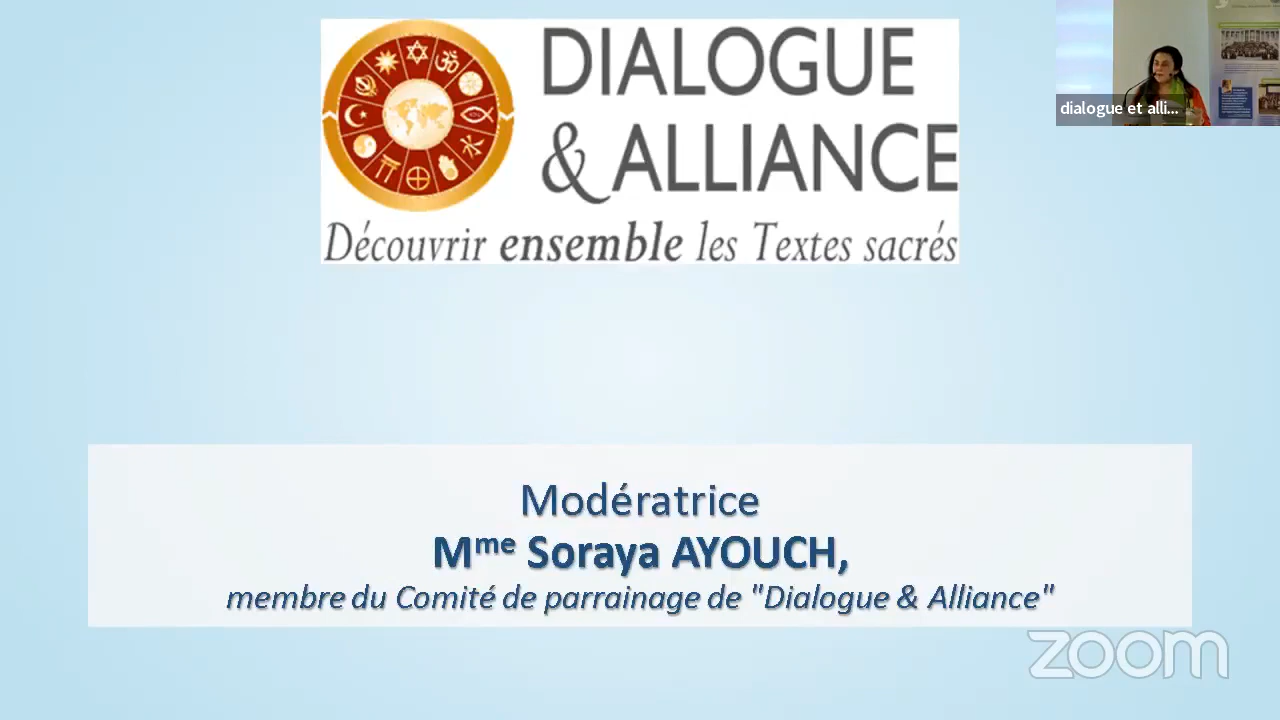 DIALOGUE
& ALLIANCE
Découvrir ensemble les Textes sacrés
dialogue et alli...
Modératrice
Mme Soraya AYOUCH,
membre du Comité de parrainage de "Dialogue & Alliance"
zoom